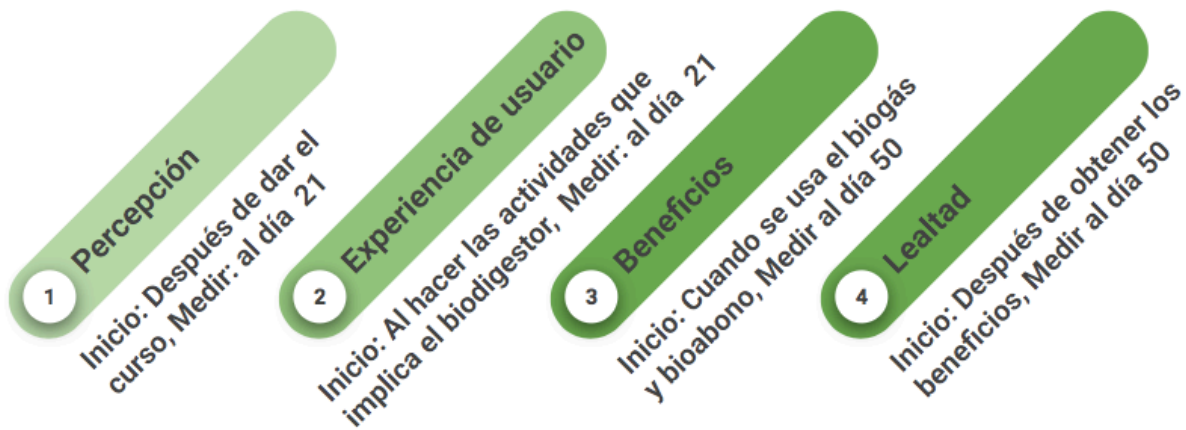 1
Percepción
Inicio: Después de dar el
curso, Medir: al día 21
2
Experiencia de usuario
Inicio: Al hacer las actividades que
implica el biodigestor, Medir: al día 21
3
Beneficios
Inicio: Cuando se usa el biogás
y bioabono, Medir al día 50
4
Lealtad
Inicio: Después de obtener los
beneficios, Medir al día 50